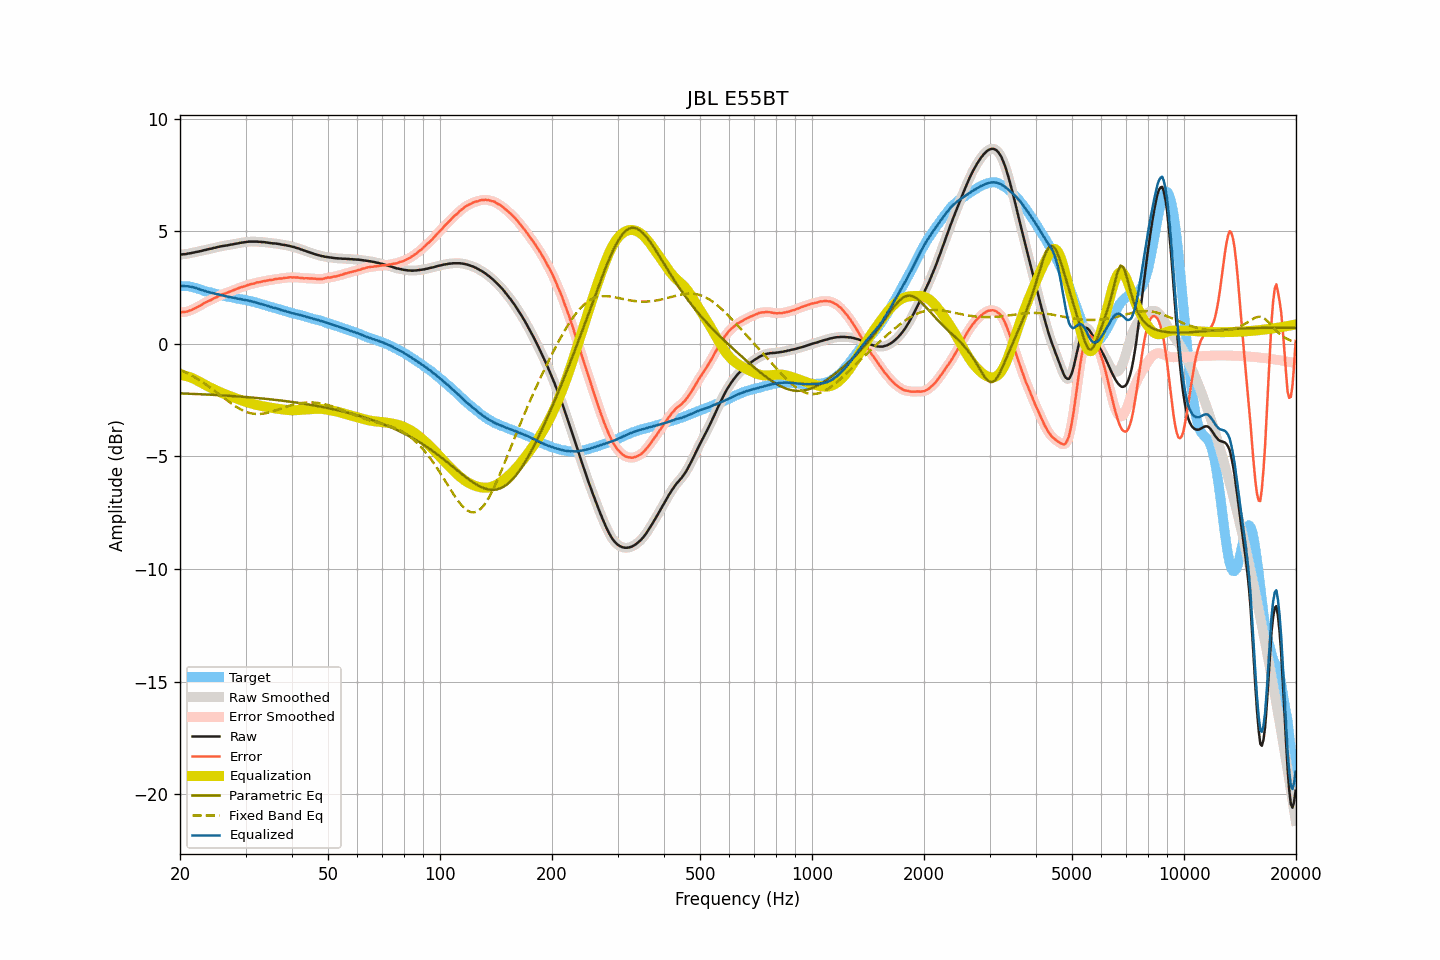 JBL E55BT
10
5
0
−5
−10
−15
−20
Amplitude (dBr)
Target
Raw Smoothed
Error Smoothed
Raw
Error
Equalization
Parametric Eq
Fixed Band Eq
Equalized
20 50 100 200 500 1000 2000 5000 10000 20000
Frequency (Hz)